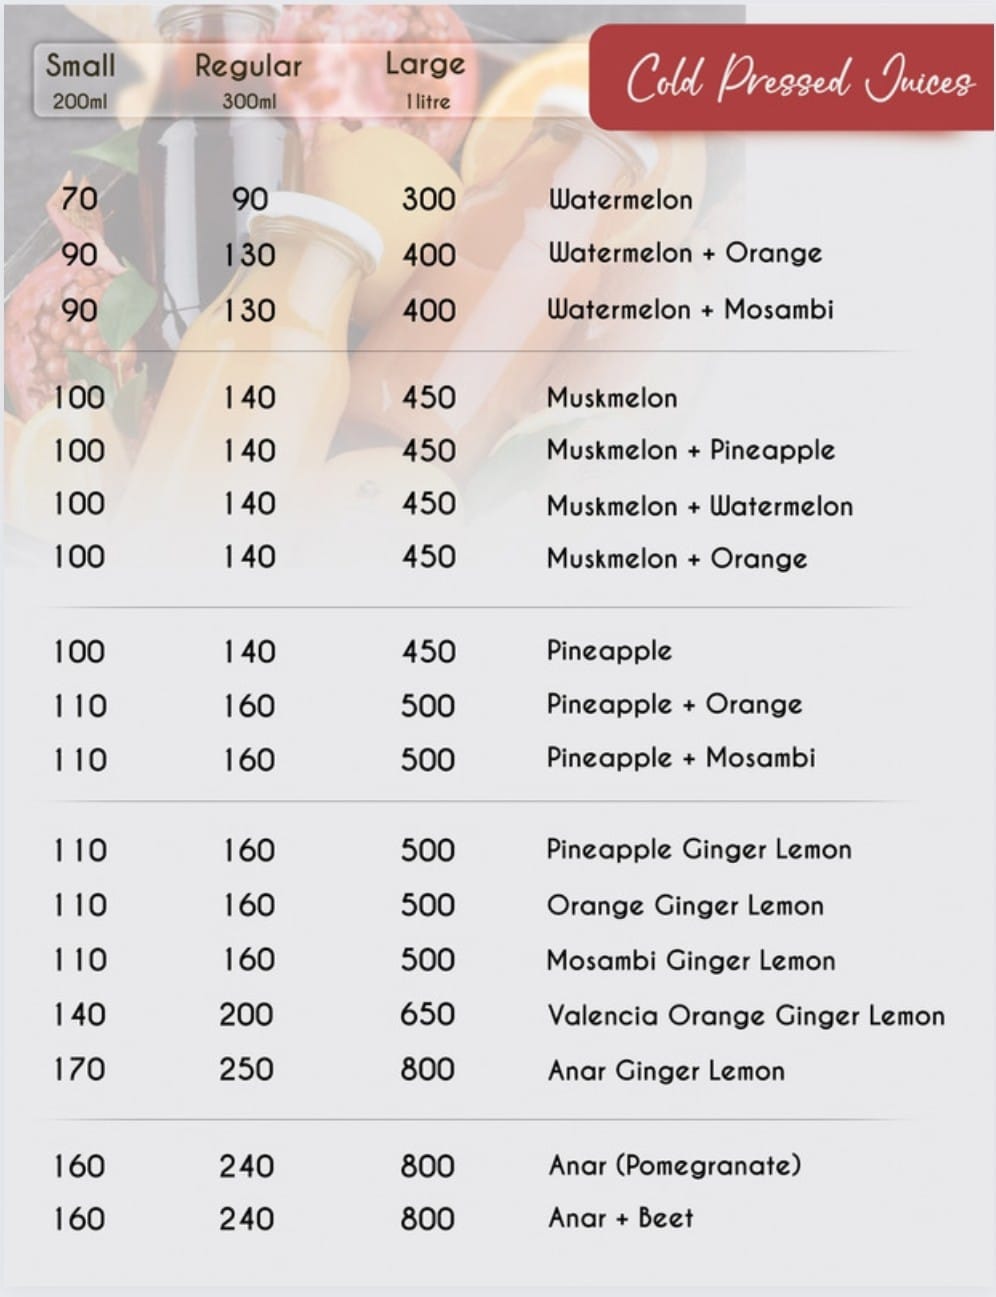 Small Regular Large Cold Pressed Juices
200ml 300ml 1 litre
70 90 300 Watermelon
90 130 400 Watermelon + Orange
90 130 400 Watermelon + Mosambi
100 140 450 Muskmelon
100 140 450 Muskmelon + Pineapple
100 140 450 Muskmelon + Watermelon
100 140 450 Muskmelon + Orange
100 140 450 Pineapple
110 160 500 Pineapple + Orange
110 160 500 Pineapple + Mosambi
110 160 500 Pineapple Ginger Lemon
110 160 500 Orange Ginger Lemon
110 160 500 Mosambi Ginger Lemon
140 200 650 Valencia Orange Ginger Lemon
170 250 800 Anar Ginger Lemon
160 240 800 Anar (Pomegranate)
160 240 800 Anar + Beet